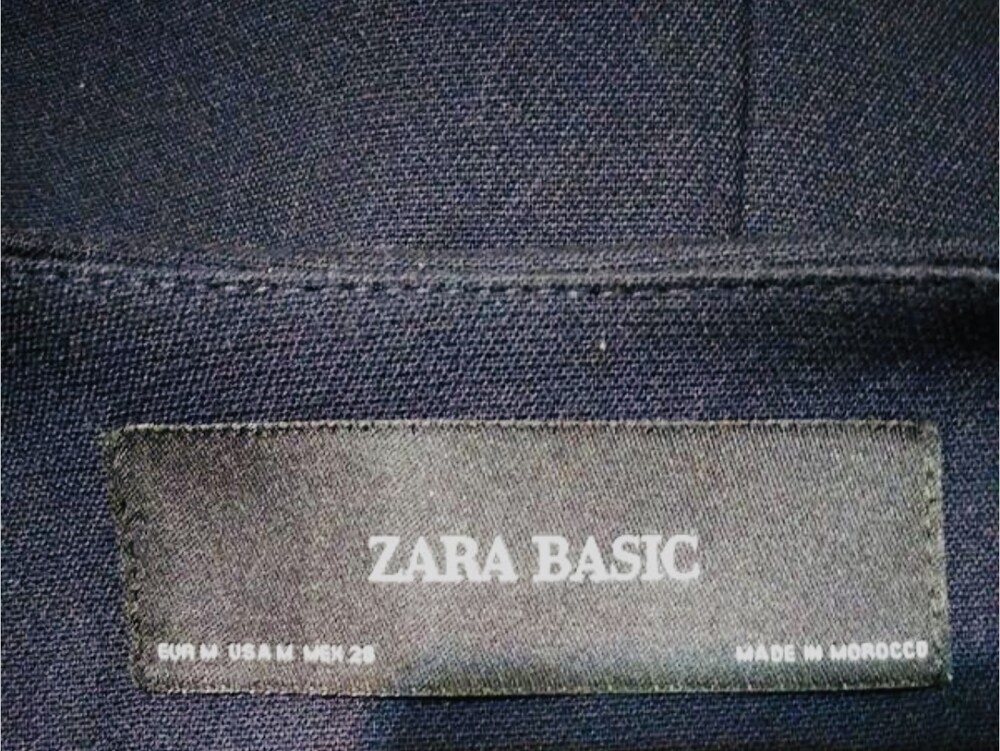 ZARA BASIC
EUR M USA M MEX 28
MADE IN MOROCCO